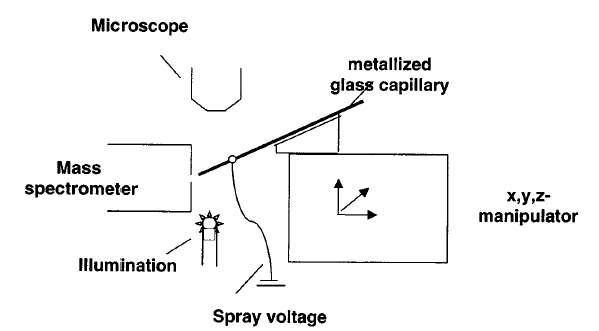 Microscope
metallized
glass capillary
Mass
spectrometer
x,y,z-
manipulator
Illumination
Spray voltage